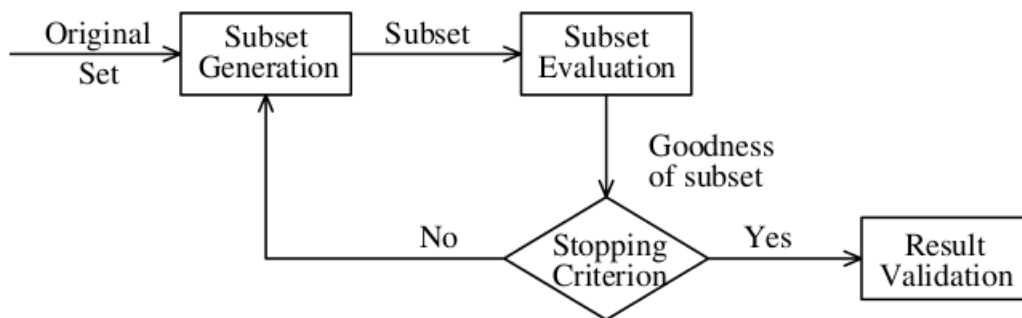 Original
Set
Subset
Generation
Subset
Subset
Evaluation
Goodness
of subset
No
Stopping
Criterion
Yes
Result
Validation